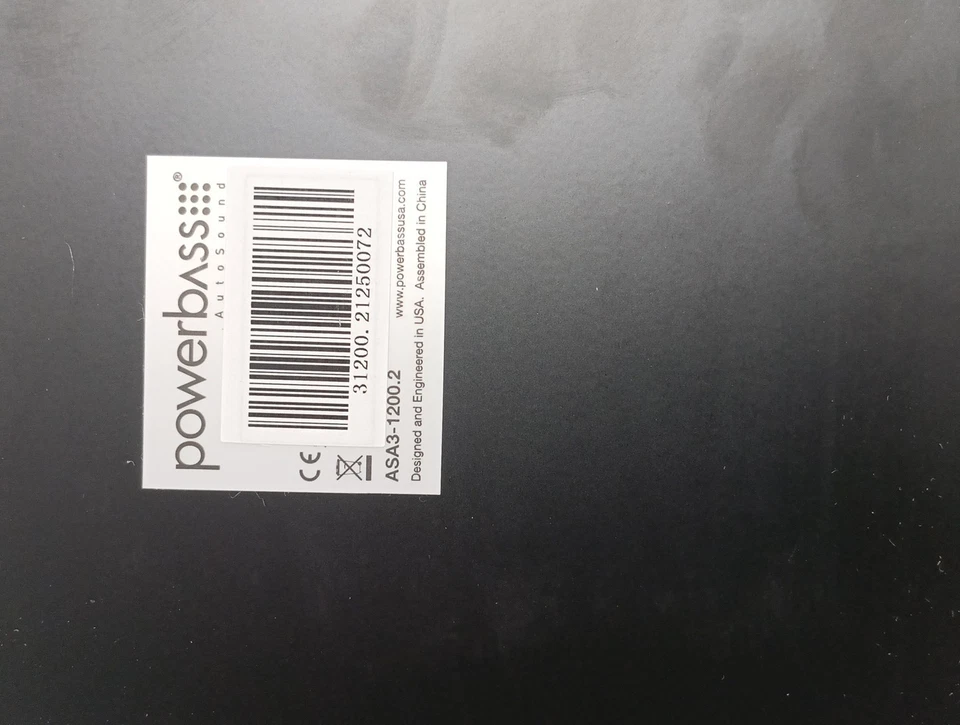 powerbass®
AutoSound
31200.21250072
www.powerbassusa.com
CE
ASA3-1200.2
Designed and Engineered in USA. Assembled in China